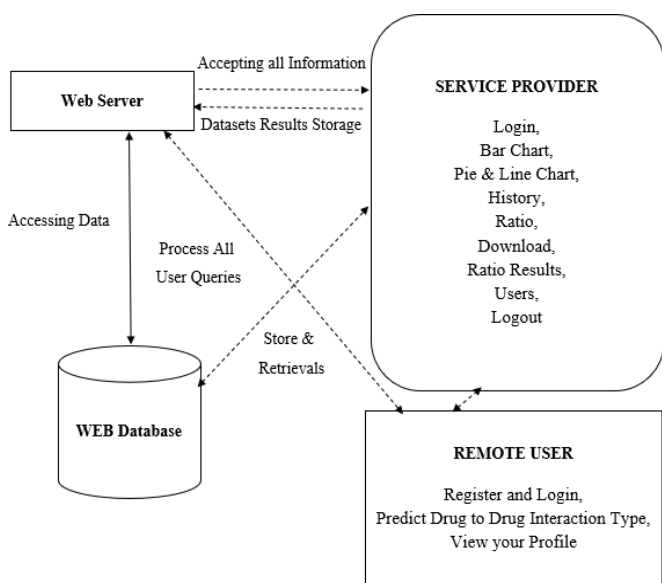 Accepting all Information
Web Server
Datasets Results Storage
SERVICE PROVIDER
Login,
Bar Chart,
Pie & Line Chart,
History,
Ratio,
Download,
Ratio Results,
Users,
Logout
Accessing Data
Process All
User Queries
Store &
Retrievals
WEB Database
REMOTE USER
Register and Login,
Predict Drug to Drug Interaction Type,
View your Profile